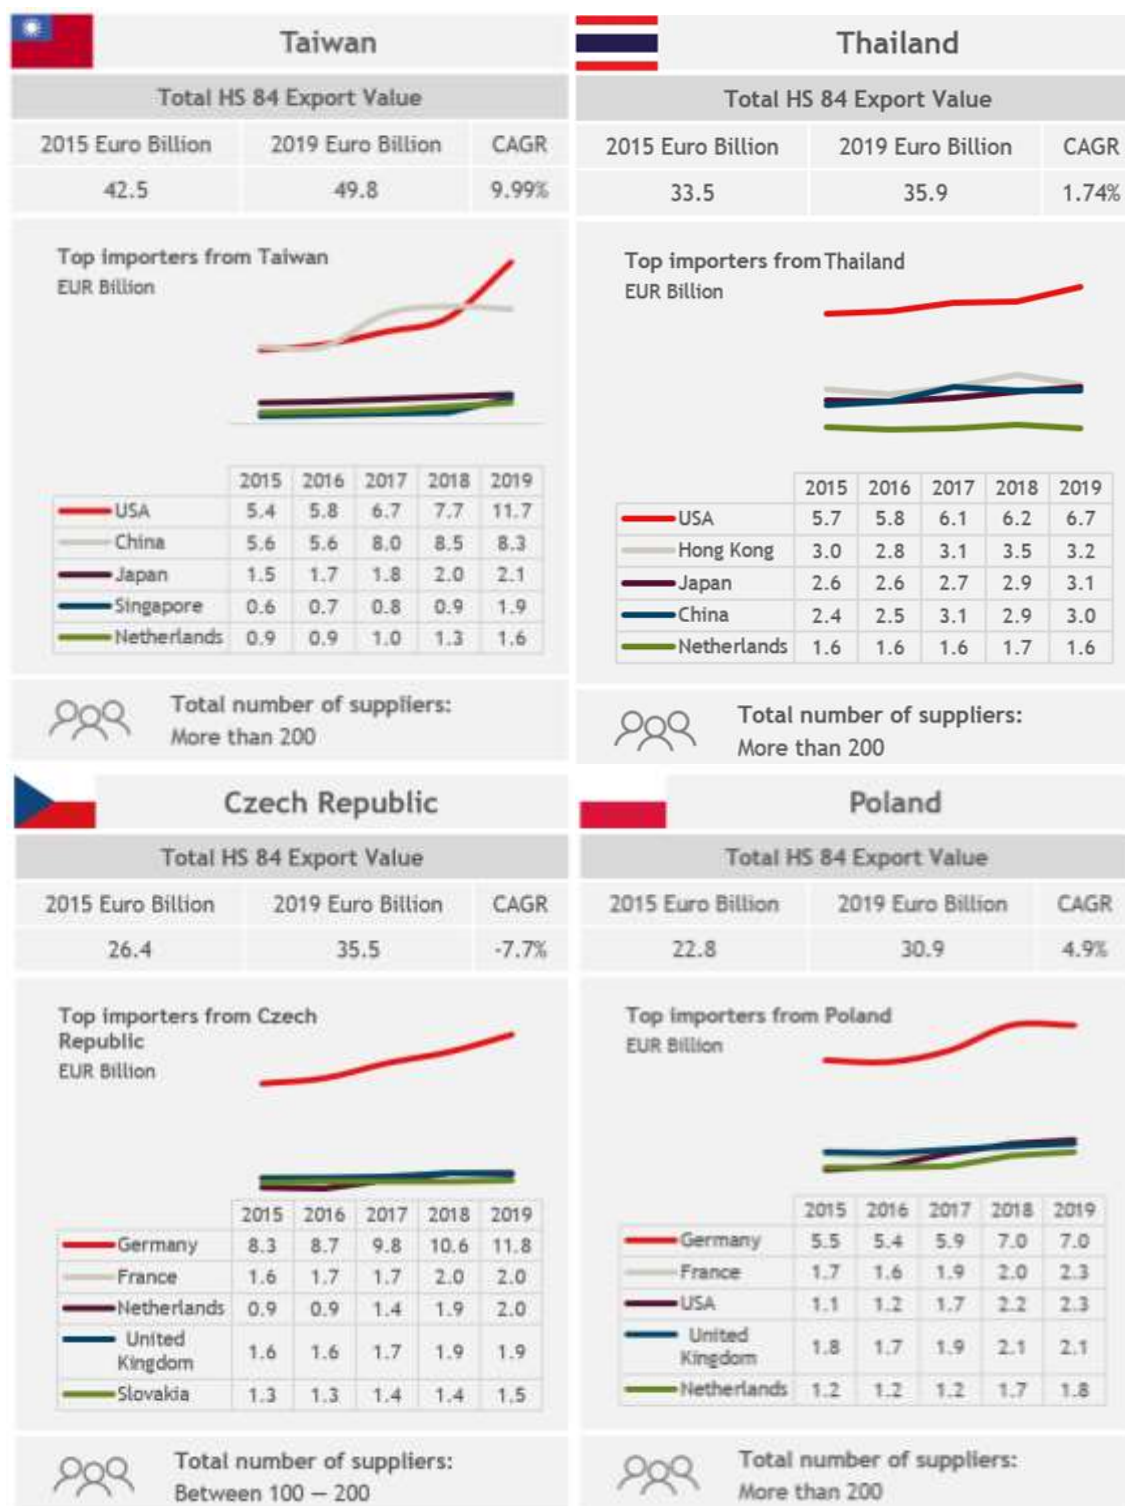 Taiwan
Total HS 84 Export Value
2015 Euro Billion 2019 Euro Billion CAGR
42.5 49.8 9.99%
Top importers from Taiwan
EUR Billion
2015 2016 2017 2018 2019
USA 5.4 5.8 6.7 7.7 11.7
China 5.6 5.6 8.0 8.5 8.3
Japan 1.5 1.7 1.8 2.0 2.1
Singapore 0.6 0.7 0.8 0.9 1.9
Netherlands 0.9 0.9 1.0 1.3 1.6
Total number of suppliers:
More than 200
Thailand
Total HS 84 Export Value
2015 Euro Billion 2019 Euro Billion CAGR
33.5 35.9 1.74%
Top importers from Thailand
EUR Billion
2015 2016 2017 2018 2019
USA 5.7 5.8 6.1 6.2 6.7
Hong Kong 3.0 2.8 3.1 3.5 3.2
Japan 2.6 2.6 2.7 2.9 3.1
China 2.4 2.5 3.1 2.9 3.0
Netherlands 1.6 1.6 1.6 1.7 1.6
Total number of suppliers:
More than 200
Czech Republic
Total HS 84 Export Value
2015 Euro Billion 2019 Euro Billion CAGR
26.4 35.5 -7.7%
Top importers from Czech
Republic
EUR Billion
2015 2016 2017 2018 2019
Germany 8.3 8.7 9.8 10.6 11.8
France 1.6 1.7 1.7 2.0 2.0
Netherlands 0.9 0.9 1.4 1.9 2.0
United
Kingdom 1.6 1.6 1.7 1.9 1.9
Slovakia 1.3 1.3 1.4 1.4 1.5
Total number of suppliers:
Between 100 — 200
Poland
Total HS 84 Export Value
2015 Euro Billion 2019 Euro Billion CAGR
22.8 30.9 4.9%
Top importers from Poland
EUR Billion
2015 2016 2017 2018 2019
Germany 5.5 5.4 5.9 7.0 7.0
France 1.7 1.6 1.9 2.0 2.3
USA 1.1 1.2 1.7 2.2 2.3
United
Kingdom 1.8 1.7 1.9 2.1 2.1
Netherlands 1.2 1.2 1.2 1.7 1.8
Total number of suppliers:
More than 200